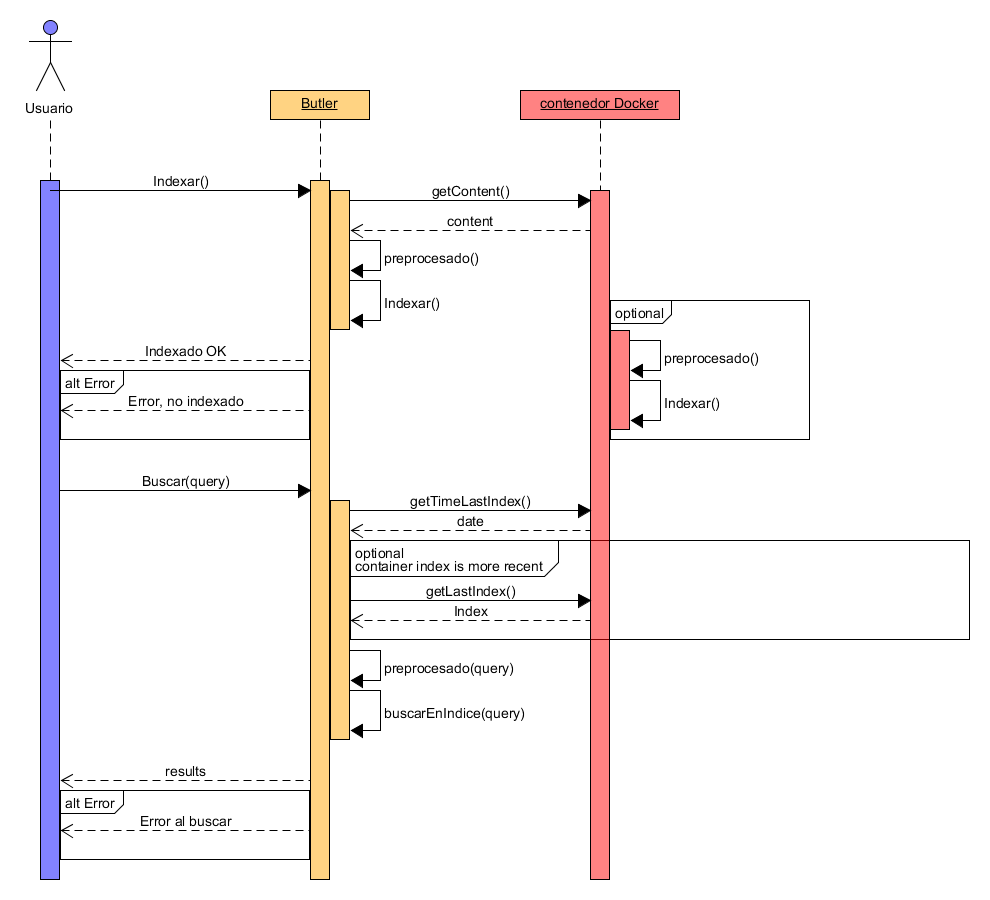 Usuario
Butler
contenedor Docker
Indexar()
getContent()
content
preprocesado()
Indexar()
optional
preprocesado()
Indexar()
Indexado OK
alt Error
Error, no indexado
Buscar(query)
getTimeLastIndex()
date
optional
container index is more recent
getLastIndex()
Index
preprocesado(query)
buscarEnIndice(query)
results
alt Error
Error al buscar